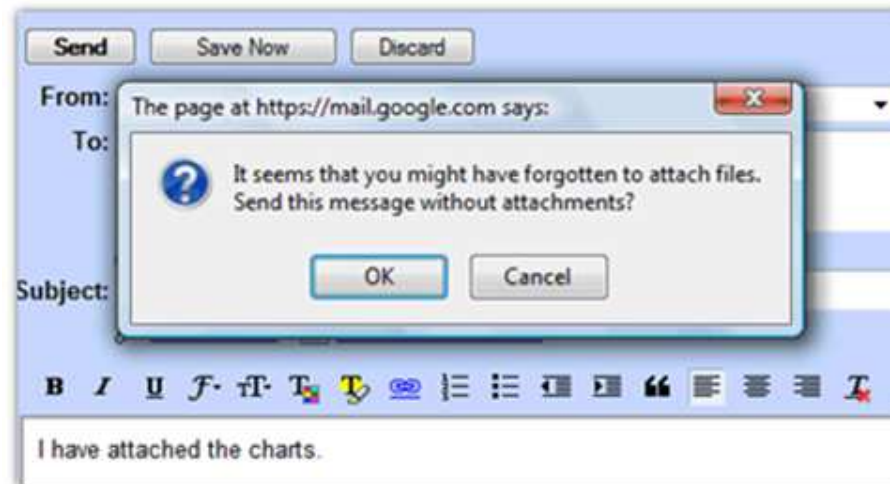 Send Save Now Discard
From:
The page at https://mail.google.com says:
To:
It seems that you might have forgotten to attach files.
Send this message without attachments?
OK Cancel
Subject:
B I U F T T T T
I have attached the charts.